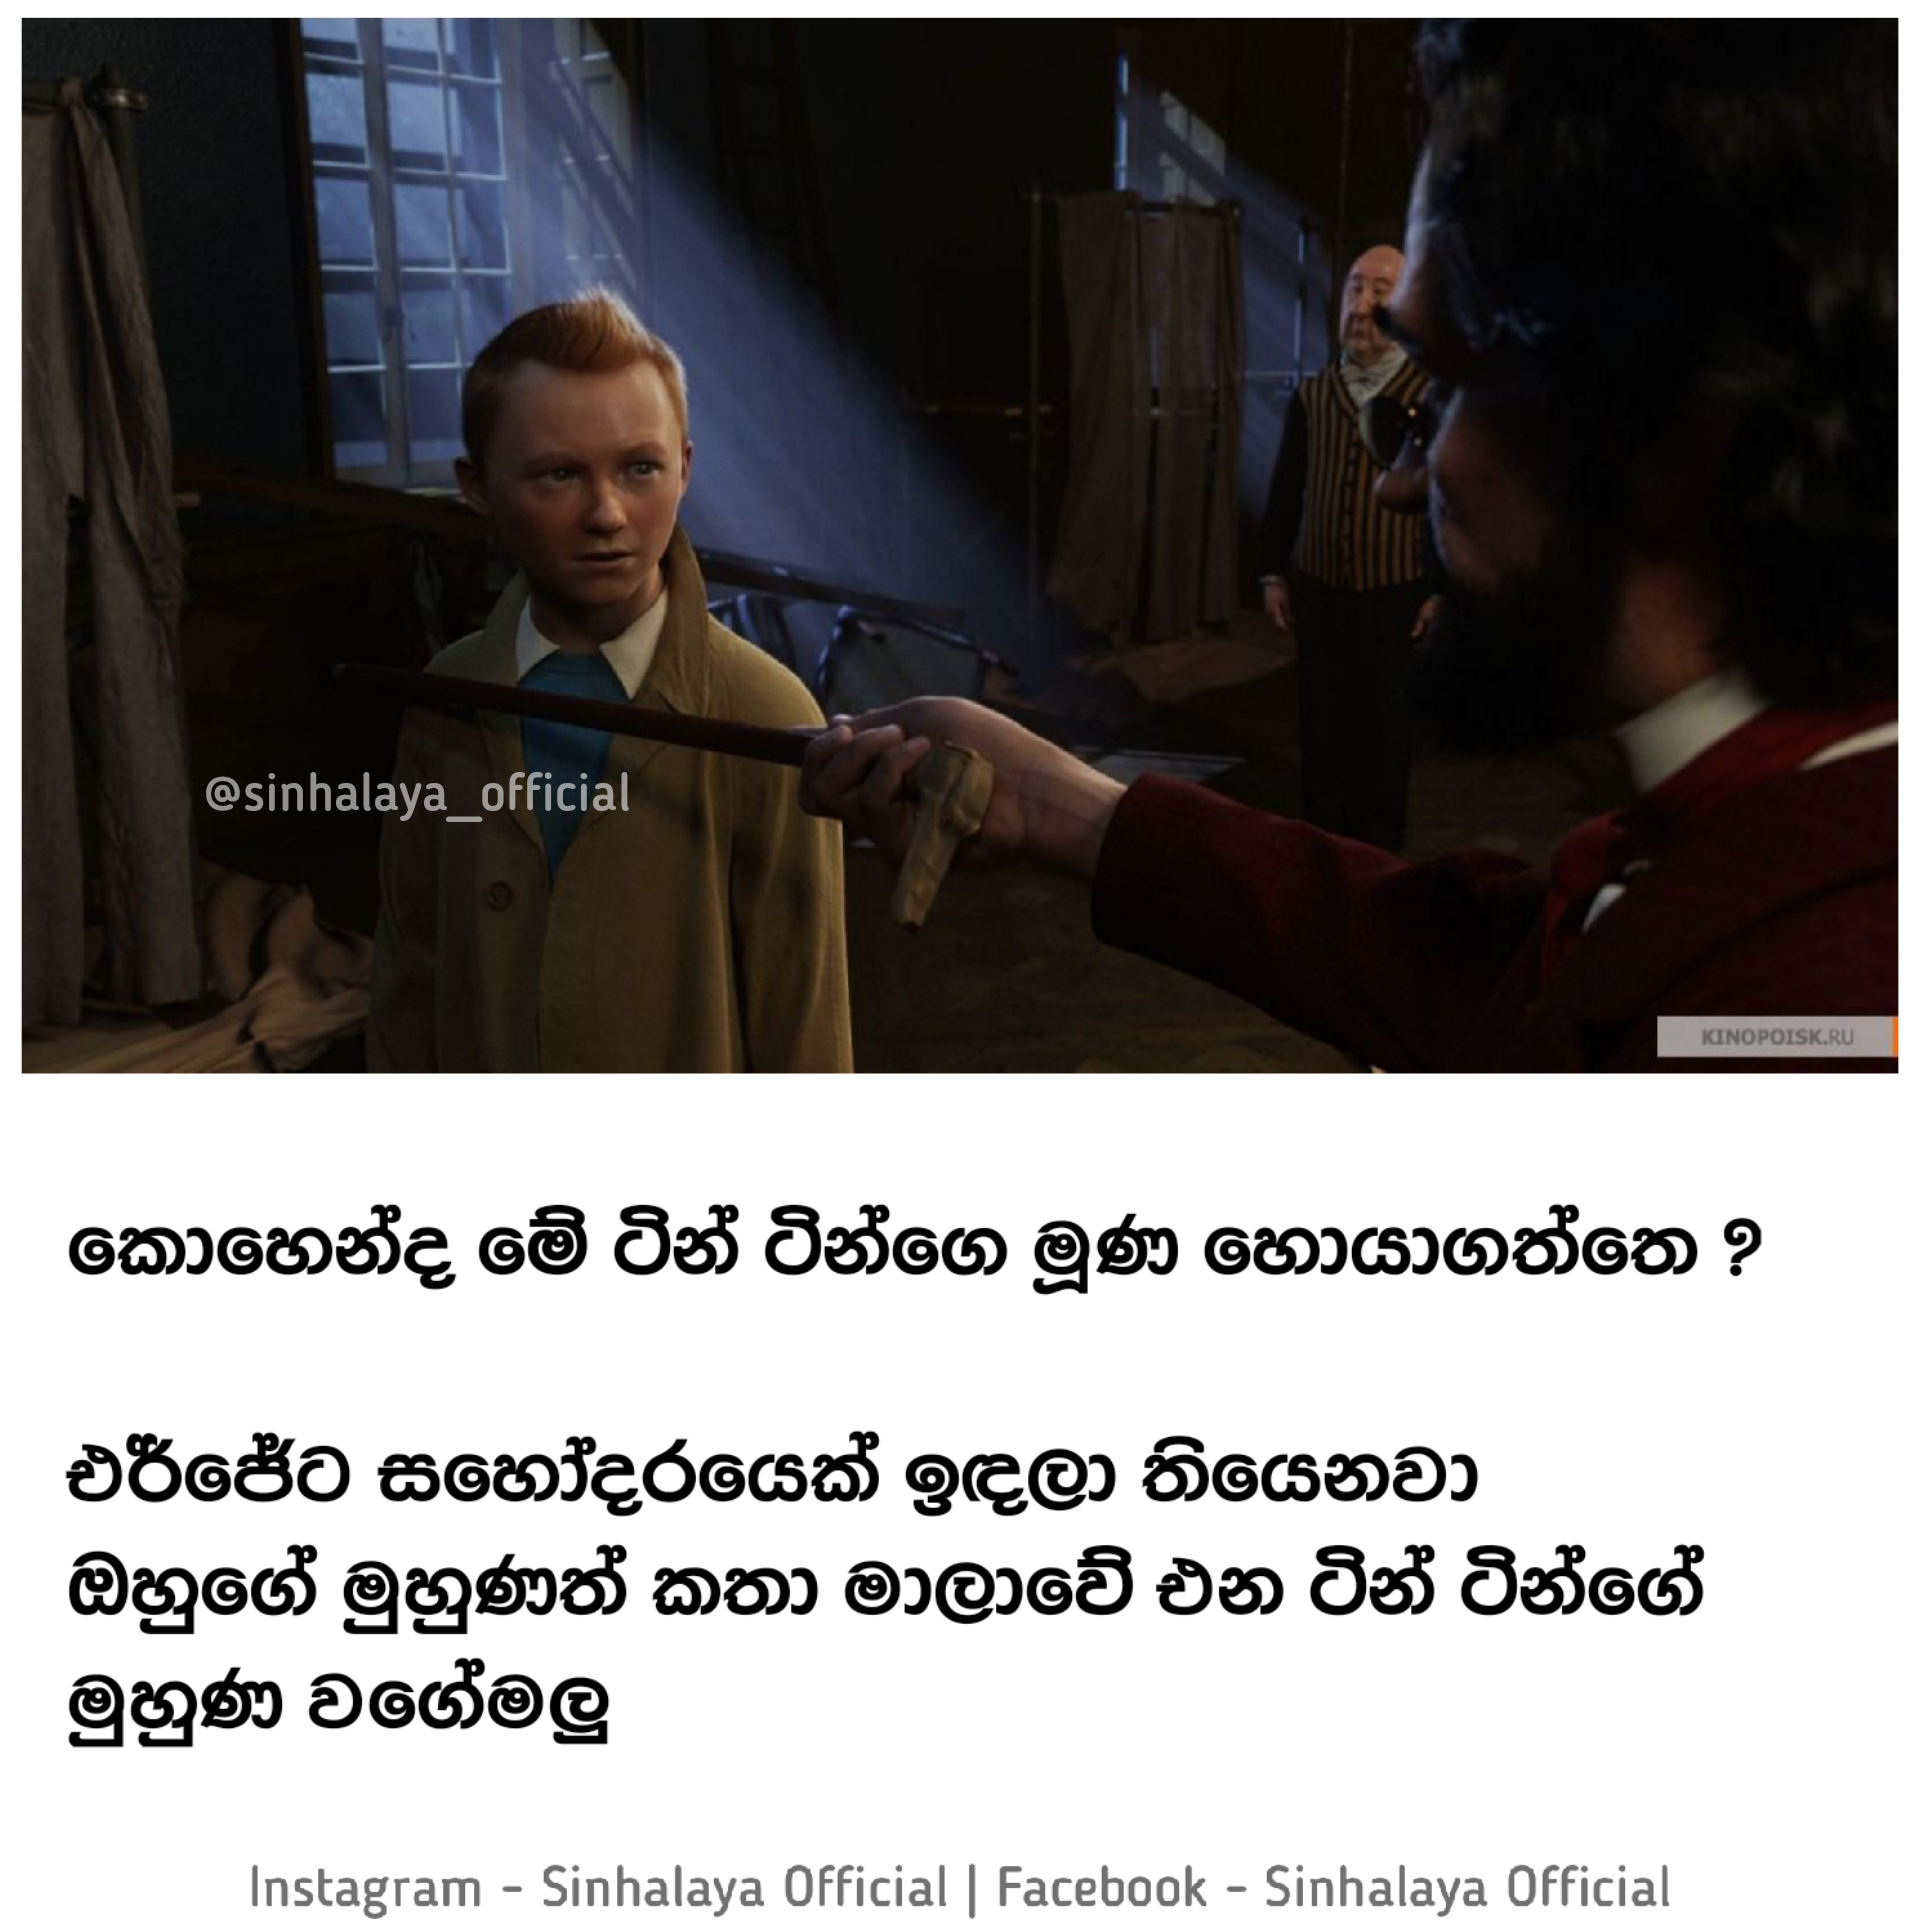 @sinhalaya_official
KINOPOISK.RU
කොහෙන්ද මේ ටින් ටින්ගෙ මූණ හොයාගත්තෙ ?
එර්ජේට සහෝදරයෙක් ඉඳලා තියෙනවා
ඔහුගේ මුහුණත් කතා මාලාවේ එන ටින් ටින්ගේ
මුහුණ වගේමලු
Instagram - Sinhalaya Official | Facebook - Sinhalaya Official